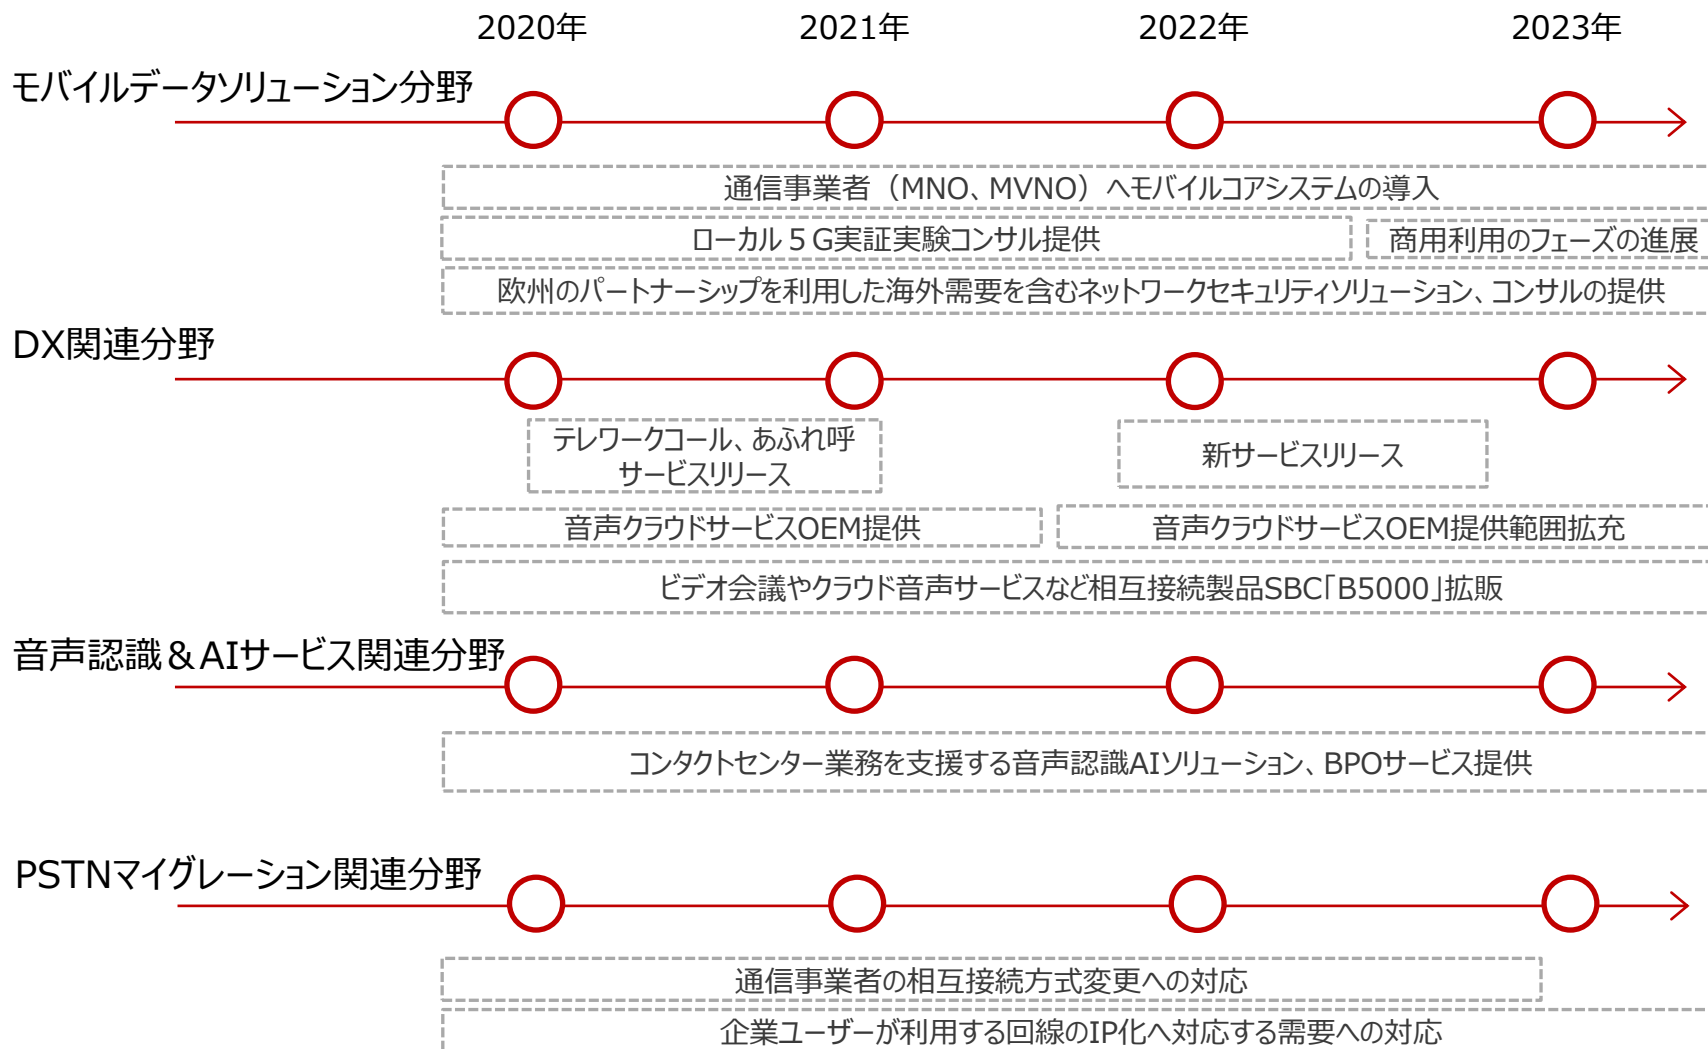 2020年 2021年 2022年 2023年
モバイルデータソリューション分野
通信事業者（MNO、MVNO）へモバイルコアシステムの導入
ローカル５G実証実験コンサル提供
商用利用のフェーズの進展
欧州のパートナーシップを利用した海外需要を含むネットワークセキュリティソリューション、コンサルの提供
DX関連分野
テレワークコール、あふれ呼
サービスリリース
新サービスリリース
音声クラウドサービスOEM提供
音声クラウドサービスOEM提供範囲拡充
ビデオ会議やクラウド音声サービスなど相互接続製品SBC「B5000」拡販
音声認識＆AIサービス関連分野
コンタクトセンター業務を支援する音声認識AIソリューション、BPOサービス提供
PSTNマイグレーション関連分野
通信事業者の相互接続方式変更への対応
企業ユーザーが利用する回線のIP化へ対応する需要への対応